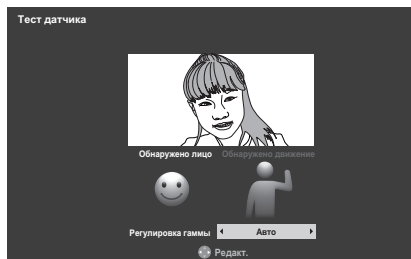 Тест датчика
Обнаружено лицо Обнаружено движение
Регулировка гаммы Авто
Редакт.